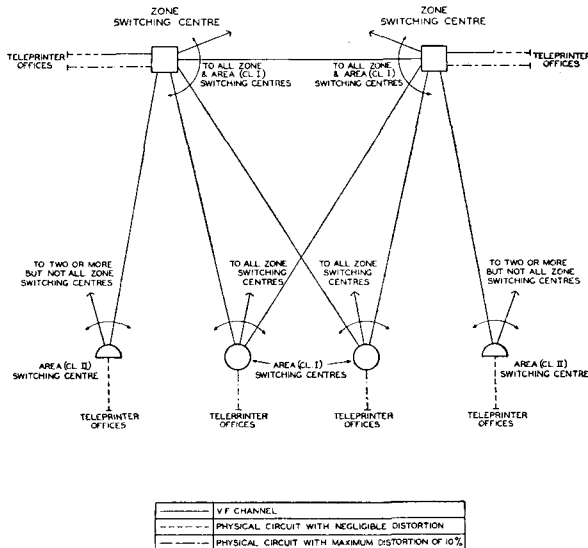 ZONE
SWITCHING CENTRE
ZONE
SWITCHING CENTRE
TELEPRINTER
OFFICES
TO ALL ZONE
& AREA (CL I)
SWITCHING CENTRES
TO ALL ZONE
& AREA (CL I)
SWITCHING CENTRES
TELEPRINTER
OFFICES
TO TWO OR MORE
BUT NOT ALL ZONE
SWITCHING CENTRES
TO ALL ZONE
SWITCHING
CENTRES
TO ALL ZONE
SWITCHING
CENTRES
TO TWO OR MORE
BUT NOT ALL ZONE
SWITCHING CENTRES
AREA (CL II)
SWITCHING CENTRE
AREA (CL I)
SWITCHING CENTRES
AREA (CL II)
SWITCHING CENTRE
TELEPRINTER
OFFICES
TELEPRINTER
OFFICES
TELEPRINTER
OFFICES
TELEPRINTER
OFFICES
V F CHANNEL
PHYSICAL CIRCUIT WITH NEGLIGIBLE DISTORTION
PHYSICAL CIRCUIT WITH MAXIMUM DISTORTION OF 10%